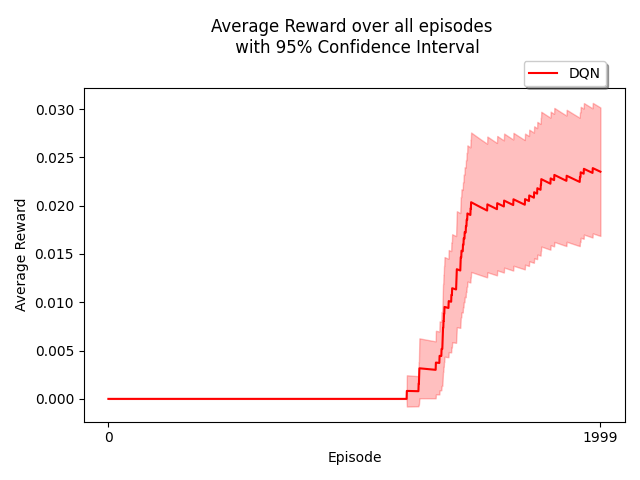 Average Reward over all episodes
with 95% Confidence Interval
DQN
0.030
0.025
0.020
0.015
0.010
0.005
0.000
Average Reward
0
1999
Episode